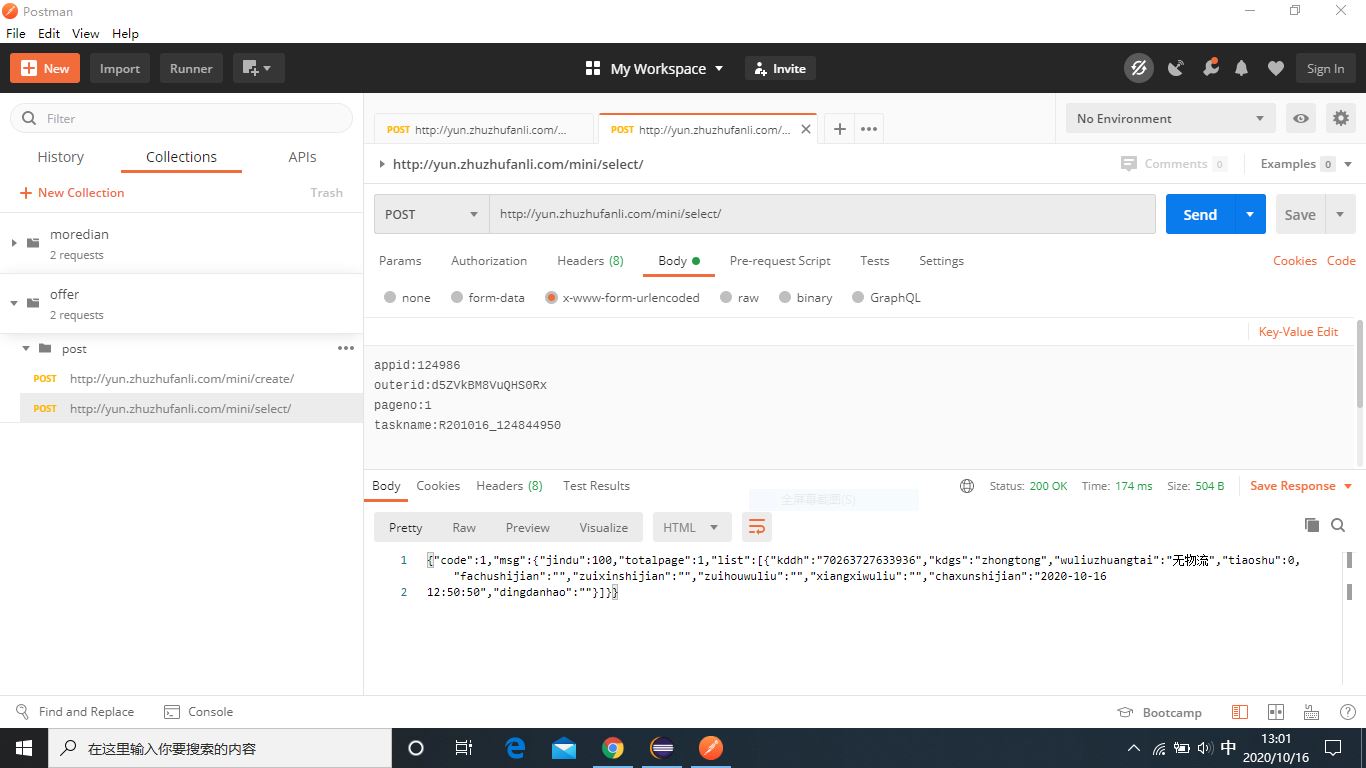 Postman
File Edit View Help
New Import Runner My Workspace Invite Sign In
Filter
History Collections APIs
New Collection Trash
moredian
2 requests
offer
2 requests
post
POST http://yun.zhuzhufanli.com/mini/create/
POST http://yun.zhuzhufanli.com/mini/select/
POST http://yun.zhuzhufanli.com/... POST http://yun.zhuzhufanli.com/... No Environment
http://yun.zhuzhufanli.com/mini/select/ Comments 0 Examples 0
POST http://yun.zhuzhufanli.com/mini/select/ Send Save
Params Authorization Headers (8) Body Pre-request Script Tests Settings Cookies Code
none form-data x-www-form-urlencoded raw binary GraphQL
Key-Value Edit
appid:124986
outerid:d5ZVkBM8VuQHS0Rx
pageno:1
taskname:R201016_124844950
Body Cookies Headers (8) Test Results Status: 200 OK Time: 174 ms Size: 504 B Save Response
全屏幕截图(S)
Pretty Raw Preview Visualize HTML
1 {"code":1,"msg":{"jindu":100,"totalpage":1,"list":[{"kddh":"70263727633936","kdgs":"zhongtong","wuliuzhuangtai":"无物流","tiaoshu":0,
"fachushijian":"","zuixinshijian":"","zuihouwuliu":"","xiangxiwuliu":"","chaxunshijian":"2020-10-16
2 12:50:50","dingdanhao":""}]}}
Find and Replace Console Bootcamp
在这里输入你要搜索的内容 中 13:01
2020/10/16